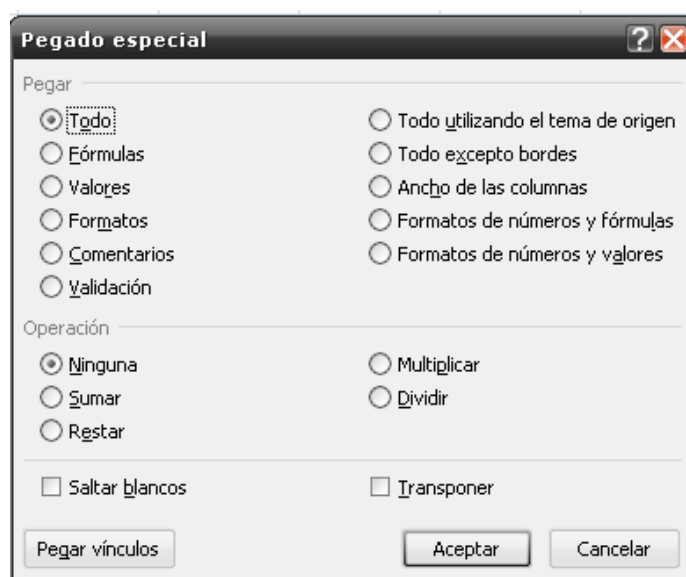 Pegado especial
Pegar
Todo
Fórmulas
Valores
Formatos
Comentarios
Validación
Todo utilizando el tema de origen
Todo excepto bordes
Ancho de las columnas
Formatos de números y fórmulas
Formatos de números y valores
Operación
Ninguna
Sumar
Restar
Multiplicar
Dividir
Saltar blancos
Transponer
Pegar vínculos
Aceptar
Cancelar